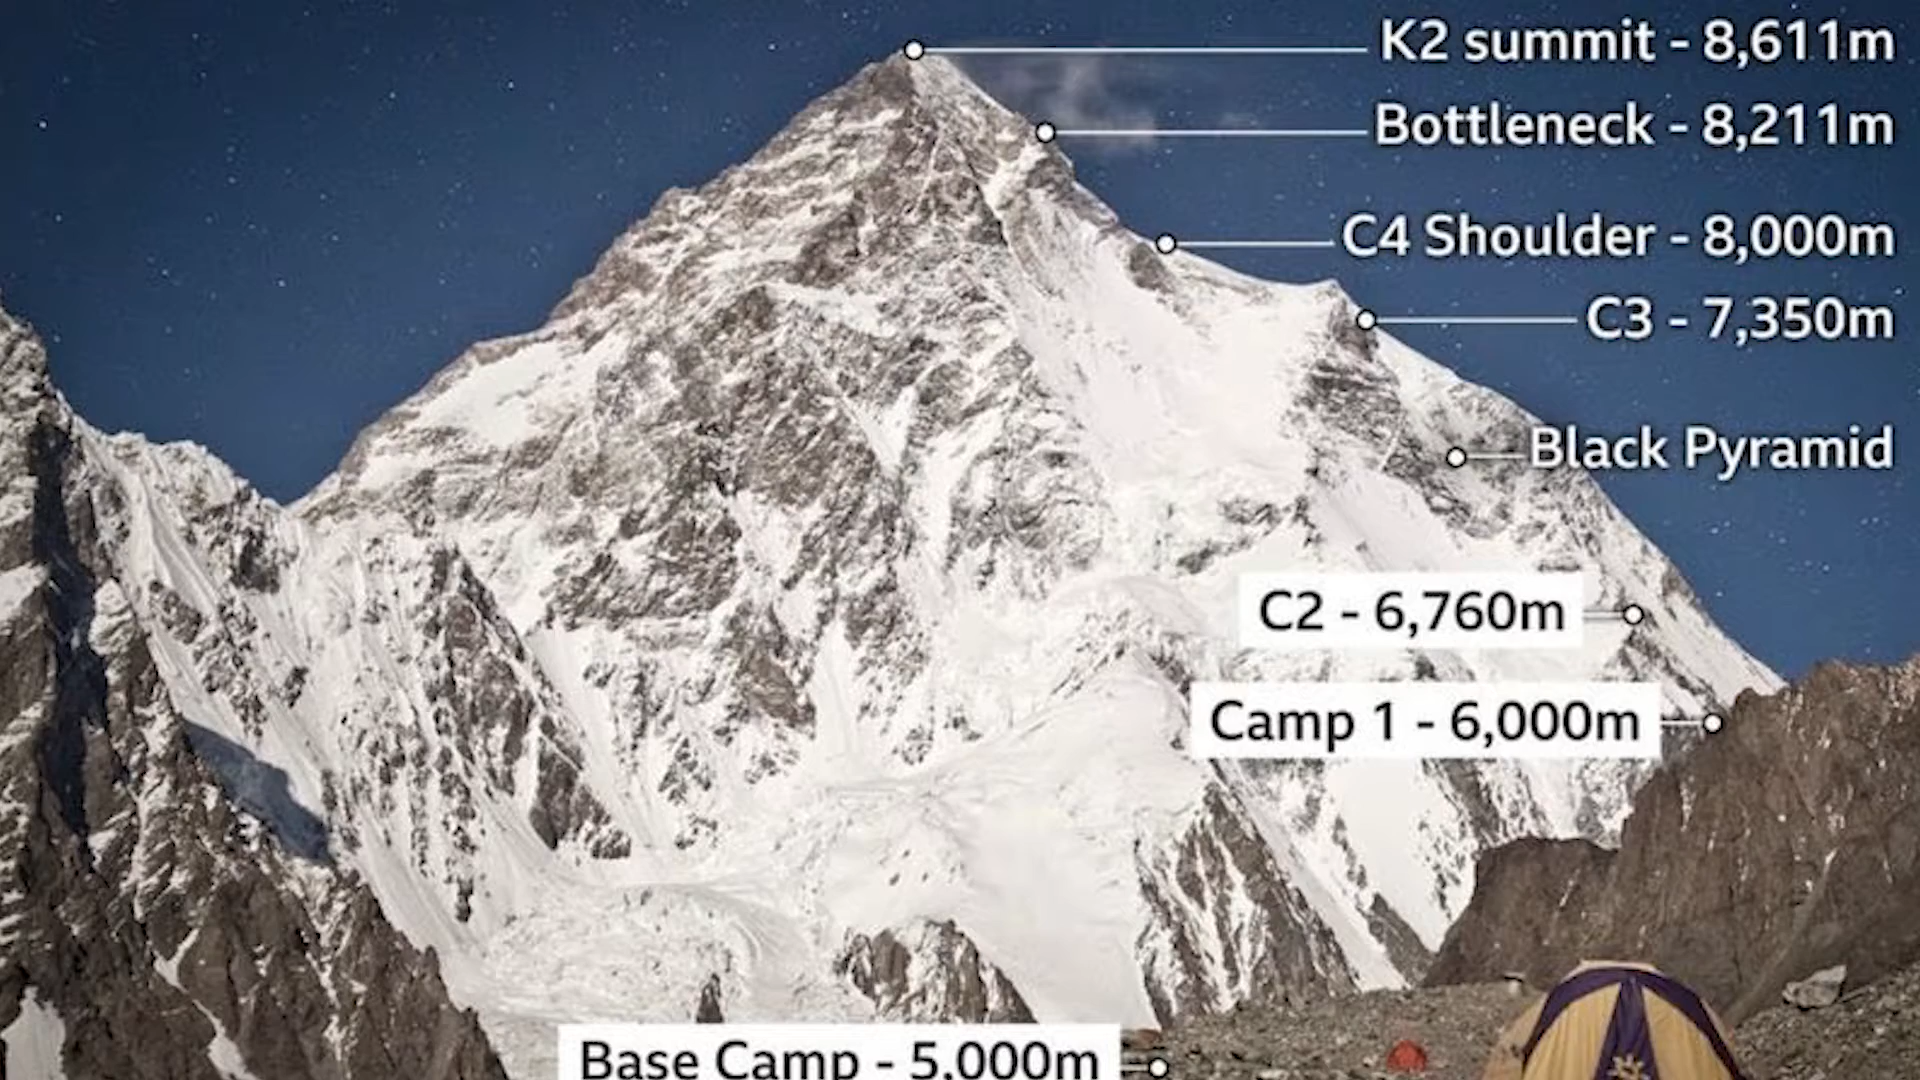 K2 summit - 8,611m
Bottleneck - 8,211m
C4 Shoulder - 8,000m
C3 - 7,350m
Black Pyramid
C2 - 6,760m
Camp 1 - 6,000m
Base Camp - 5,000m